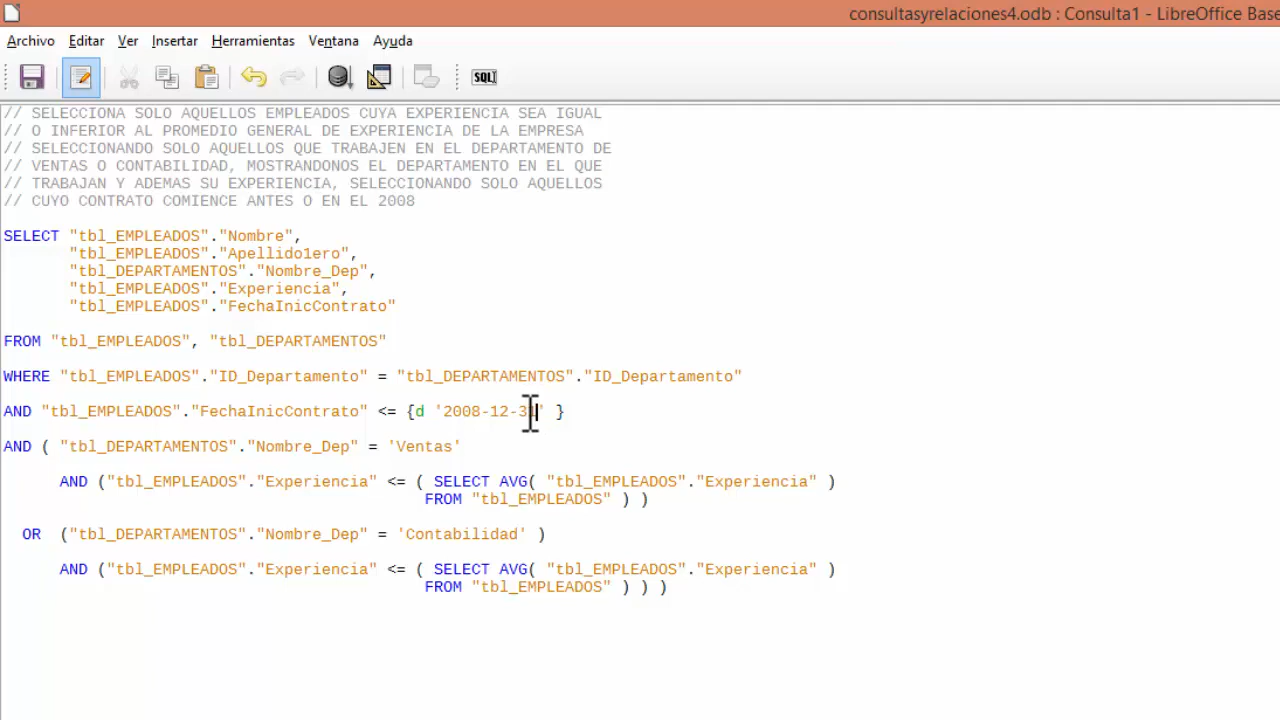 consultasyrelaciones4.odb : Consulta1 - LibreOffice Base
Archivo Editar Ver Insertar Herramientas Ventana Ayuda
SQL
// SELECCIONA SOLO AQUELLOS EMPLEADOS CUYA EXPERIENCIA SEA IGUAL
// O INFERIOR AL PROMEDIO GENERAL DE EXPERIENCIA DE LA EMPRESA
// SELECCIONANDO SOLO AQUELLOS QUE TRABAJEN EN EL DEPARTAMENTO DE
// VENTAS O CONTABILIDAD, MOSTRANDONOS EL DEPARTAMENTO EN EL QUE
// TRABAJAN Y ADEMAS SU EXPERIENCIA, SELECCIONANDO SOLO AQUELLOS
// CUYO CONTRATO COMIENCE ANTES O EN EL 2008
SELECT "tbl_EMPLEADOS"."Nombre",
"tbl_EMPLEADOS"."Apellido1ero",
"tbl_DEPARTAMENTOS"."Nombre_Dep",
"tbl_EMPLEADOS"."Experiencia",
"tbl_EMPLEADOS"."FechaInicContrato"
FROM "tbl_EMPLEADOS", "tbl_DEPARTAMENTOS"
WHERE "tbl_EMPLEADOS"."ID_Departamento" = "tbl_DEPARTAMENTOS"."ID_Departamento"
AND "tbl_EMPLEADOS"."FechaInicContrato" <= {d '2008-12-31' }
AND ( "tbl_DEPARTAMENTOS"."Nombre_Dep" = 'Ventas'
AND ("tbl_EMPLEADOS"."Experiencia" <= ( SELECT AVG( "tbl_EMPLEADOS"."Experiencia" )
FROM "tbl_EMPLEADOS" ) )
OR ("tbl_DEPARTAMENTOS"."Nombre_Dep" = 'Contabilidad' )
AND ("tbl_EMPLEADOS"."Experiencia" <= ( SELECT AVG( "tbl_EMPLEADOS"."Experiencia" )
FROM "tbl_EMPLEADOS" ) ) )